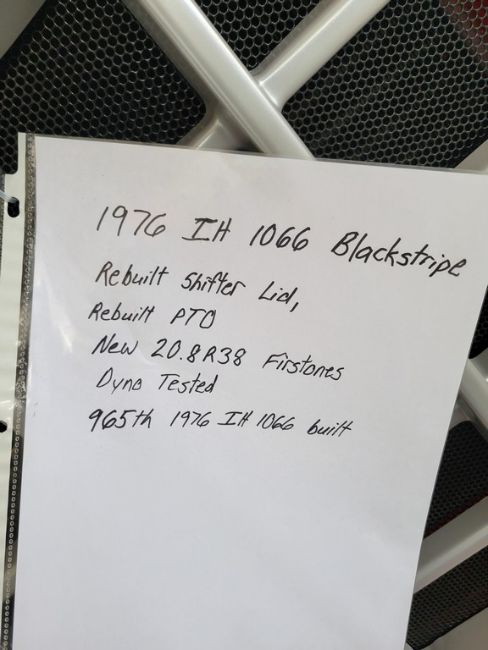 1976 IH 1066 Blackstripe
Rebuilt Shifter Lid,
Rebuilt PTO
New 20.8R38 Firstones
Dyno Tested
965th 1976 IH 1066 built